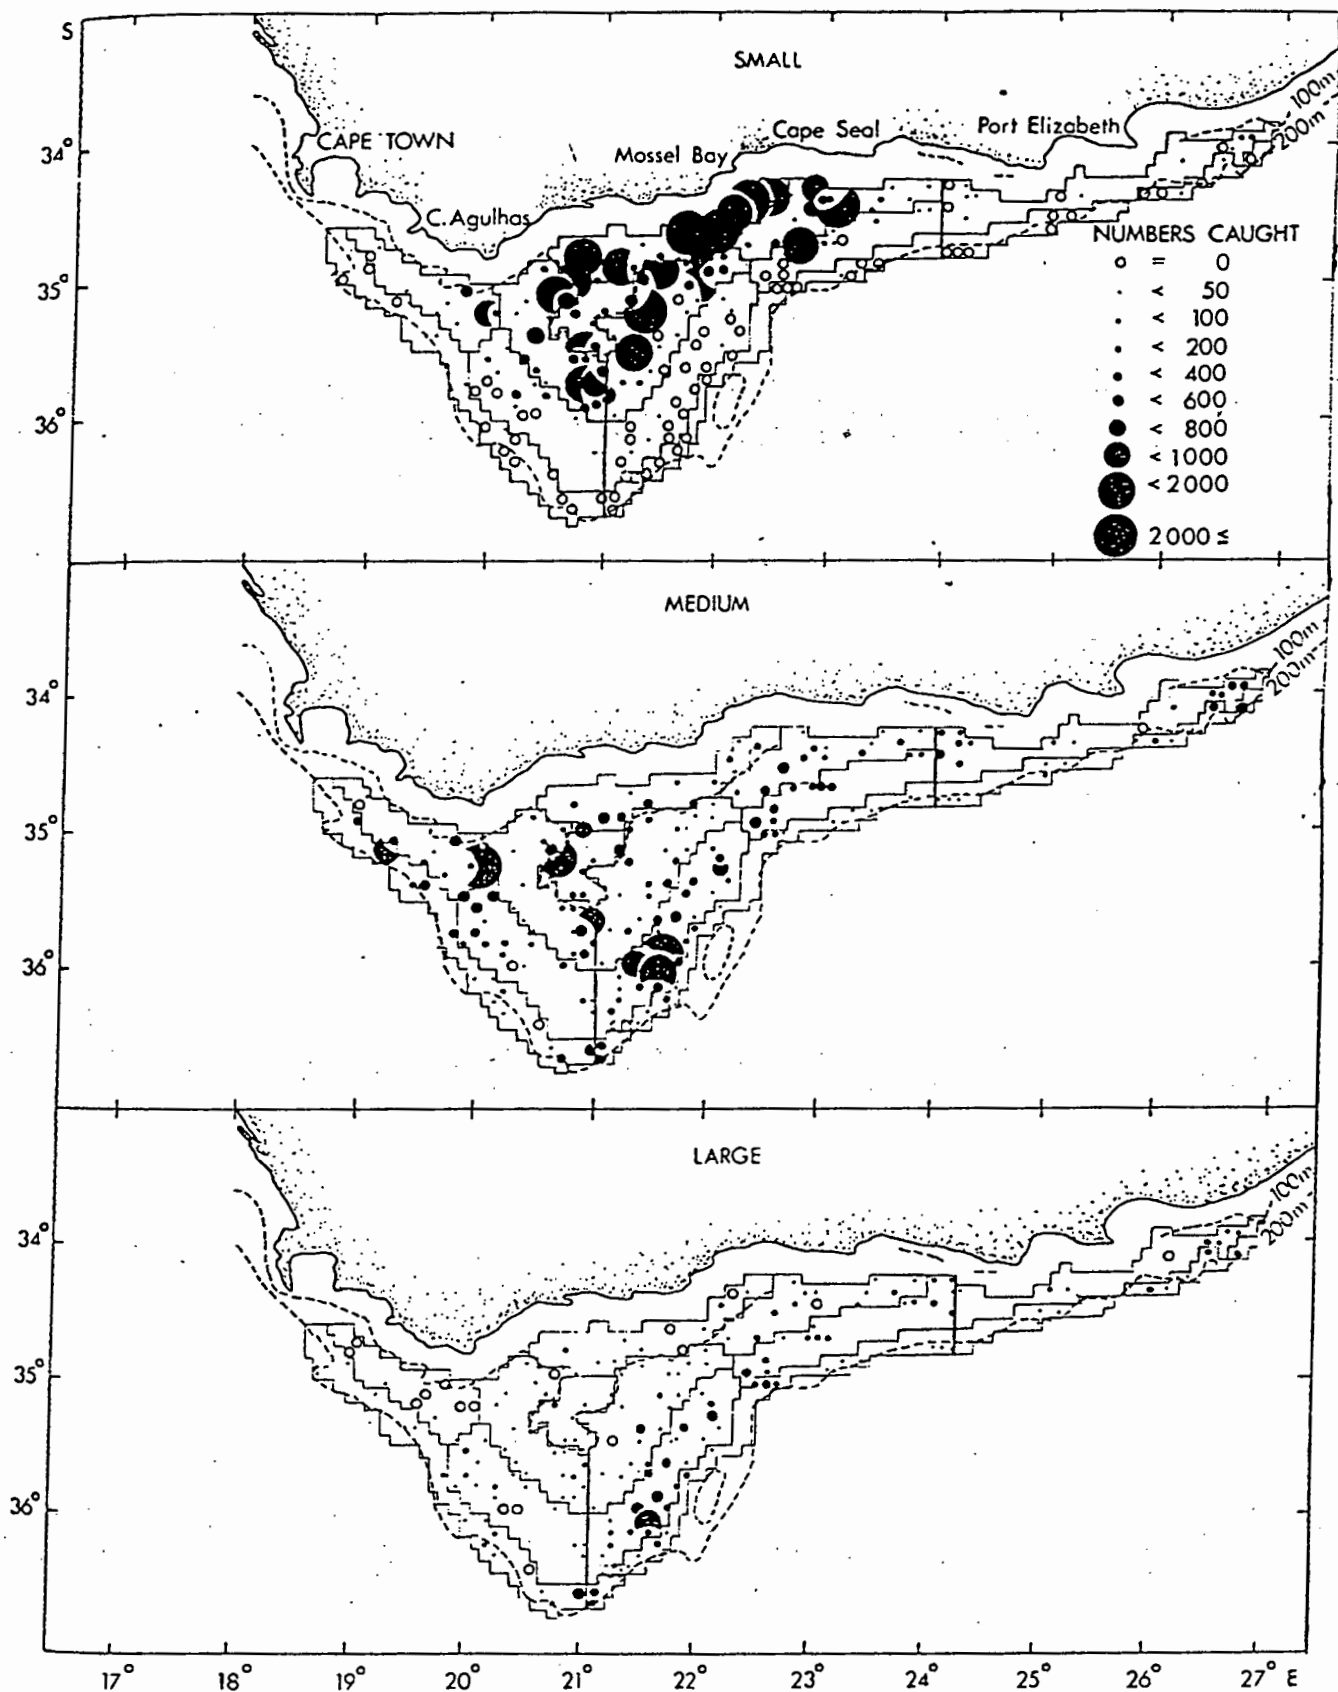 S
SMALL
CAPE TOWN
Mossel Bay
Cape Seal
Port Elizabeth
100m
200m
34°
C.Agulhas
NUMBERS CAUGHT
o = 0
. < 50
. < 100
• < 200
• < 400
• < 600
● < 800
● < 1000
● < 2000
● 2000 ≤
35°
36°
MEDIUM
100m
200m
34°
35°
36°
LARGE
100m
200m
34°
35°
36°
17° 18° 19° 20° 21° 22° 23° 24° 25° 26° 27° E